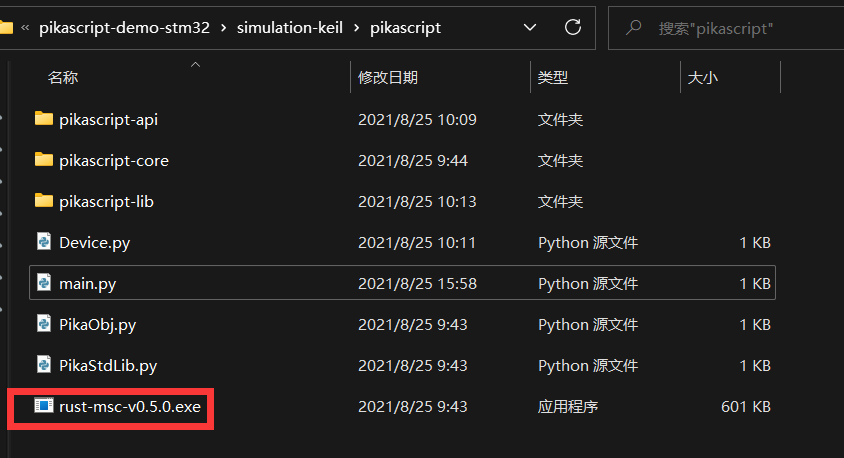 « pikascript-demo-stm32 › simulation-keil › pikascript 搜索"pikascript"
名称 修改日期 类型 大小
pikascript-api 2021/8/25 10:09 文件夹
pikascript-core 2021/8/25 9:44 文件夹
pikascript-lib 2021/8/25 10:13 文件夹
Device.py 2021/8/25 10:11 Python 源文件 1 KB
main.py 2021/8/25 15:58 Python 源文件 1 KB
PikaObj.py 2021/8/25 9:43 Python 源文件 1 KB
PikaStdLib.py 2021/8/25 9:43 Python 源文件 1 KB
rust-msc-v0.5.0.exe 2021/8/25 9:43 应用程序 601 KB